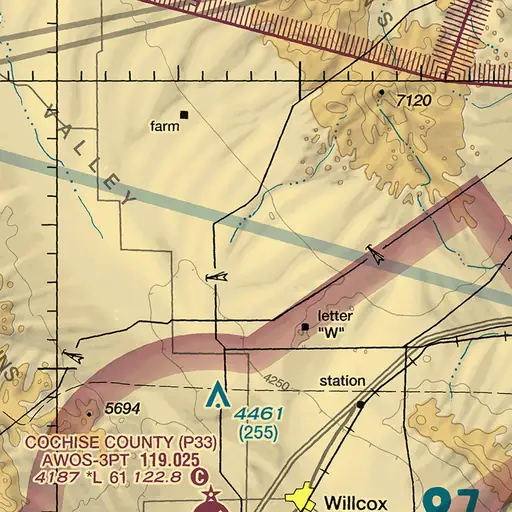 S
7120
farm
VALLEY
letter
"W"
4250
station
5694
4461
(255)
COCHISE COUNTY (P33)
AWOS-3PT 119.025
4187 *L 61 122.8 C
Willcox
97